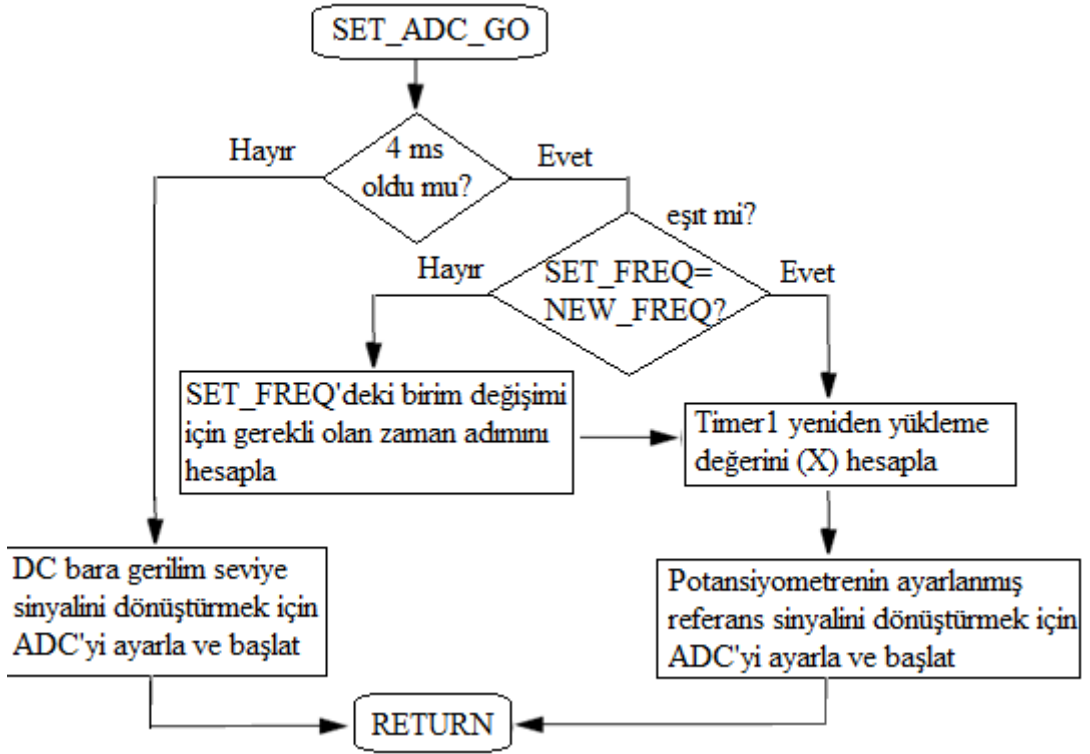 SET_ADC_GO
Hayır
4 ms
oldu mu?
Evet
eşıt mi?
Hayır
SET_FREQ=
NEW_FREQ?
Evet
SET_FREQ'deki birim değişimi
için gerekli olan zaman adımını
hesapla
Timer1 yeniden yükleme
değerini (X) hesapla
DC bara gerilim seviye
sinyalini dönüştürmek için
ADC'yi ayarla ve başlat
Potansiyometrenin ayarlanmış
referans sinyalini dönüştürmek için
ADC'yi ayarla ve başlat
RETURN